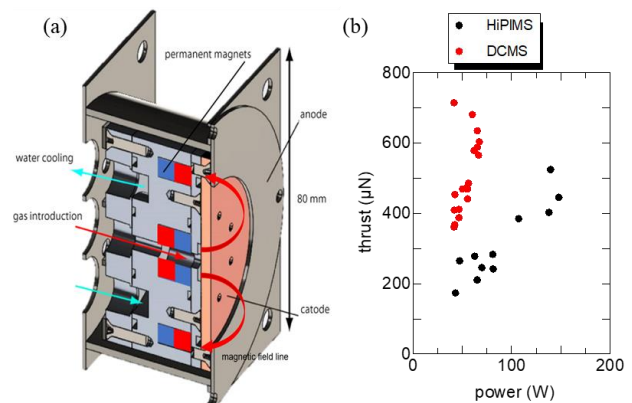 (a)
permanent magnets
anode
water cooling
80 mm
gas introduction
catode
magnetic field line
(b)
HiPIMS
DCMS
800
600
400
200
0
thrust (µN)
0
100
200
power (W)